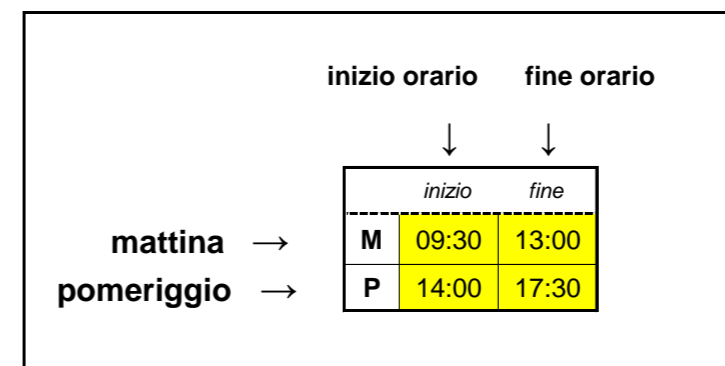 inizio orario fine orario
↓ ↓
inizio fine
mattina → M 09:30 13:00
pomeriggio → P 14:00 17:30